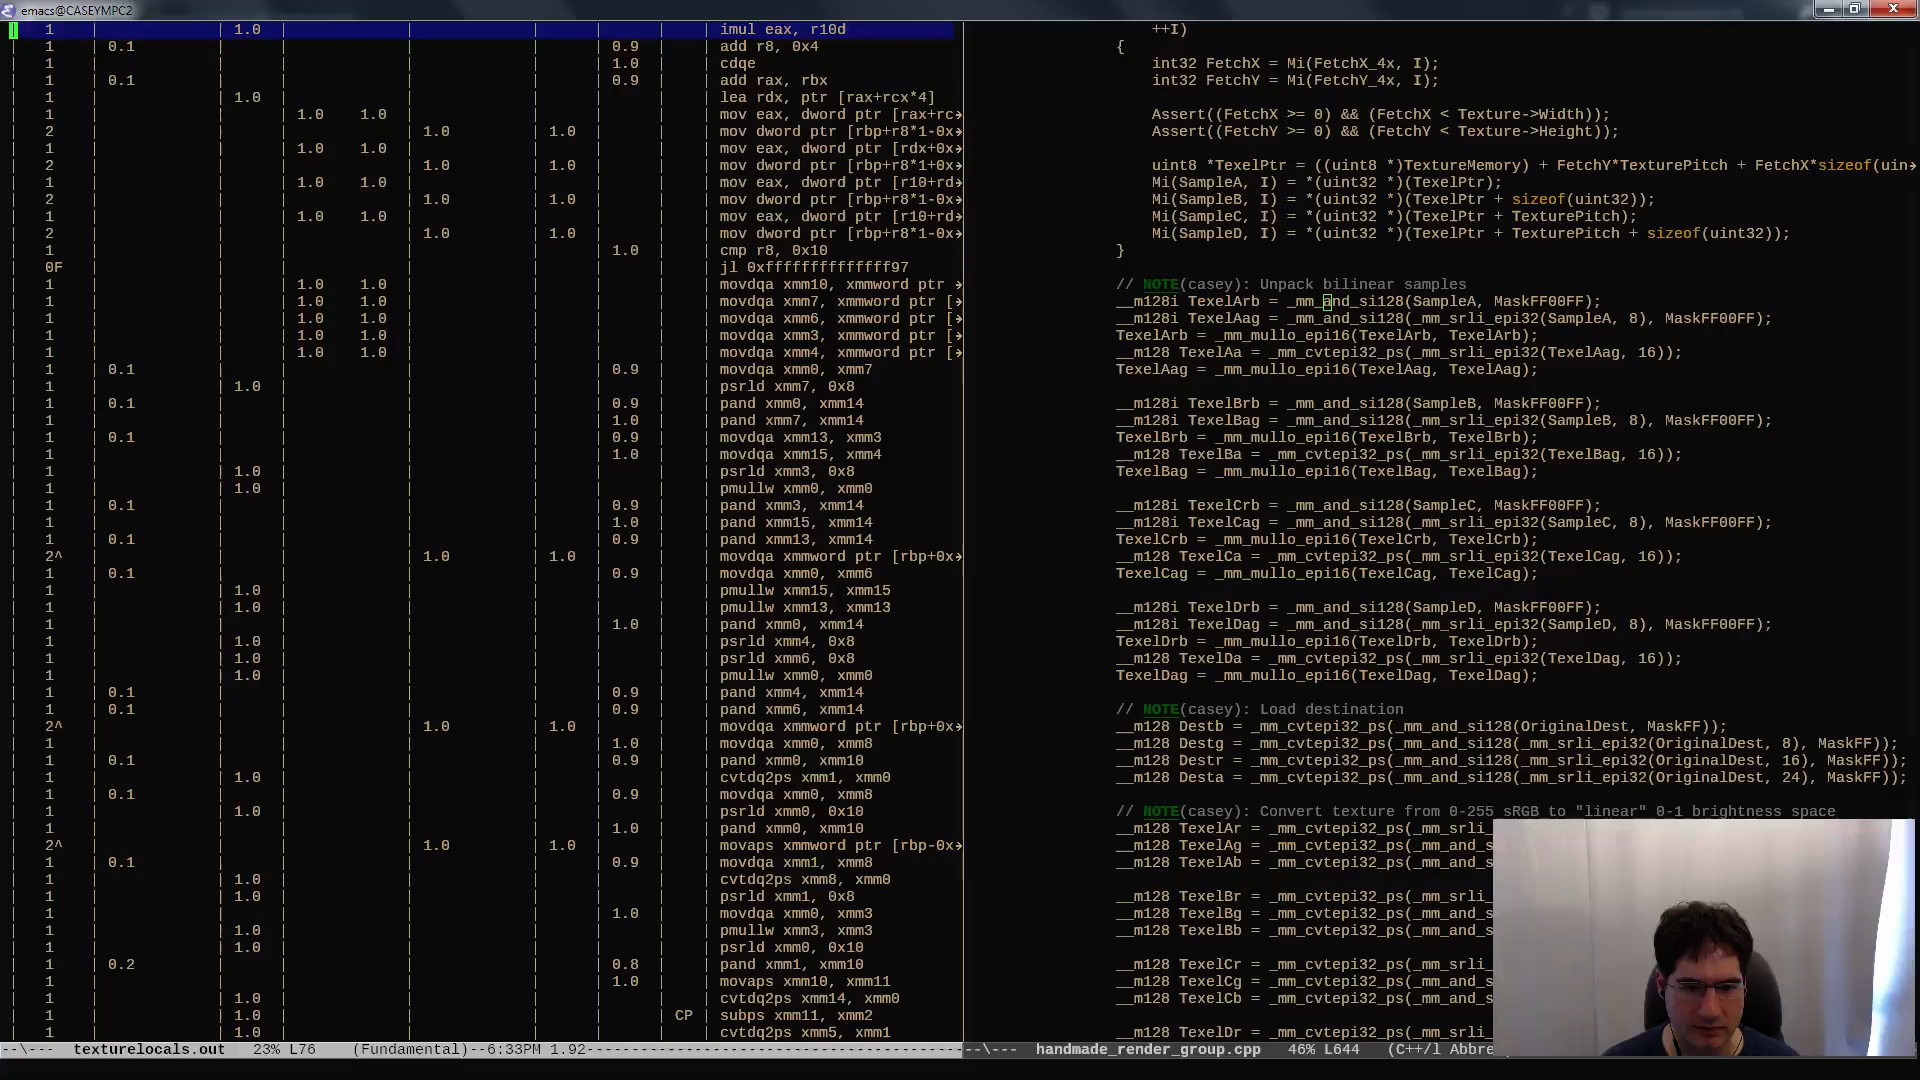 emacs@CASEYMPC2
| 1 | | 1.0 | | | | | | imul eax, r10d
| 1 | 0.1 | | | | | 0.9 | | add r8, 0x4
| 1 | | | | | | 1.0 | | cdqe
| 1 | 0.1 | | | | | 0.9 | | add rax, rbx
| 1 | | 1.0 | | | | | | lea rdx, ptr [rax+rcx*4]
| 1 | | | 1.0 1.0 | | | | | mov eax, dword ptr [rax+rc
| 2 | | | | 1.0 | 1.0 | | | mov dword ptr [rbp+r8*1-0x
| 1 | | | 1.0 1.0 | | | | | mov eax, dword ptr [rdx+0x
| 2 | | | | 1.0 | 1.0 | | | mov dword ptr [rbp+r8*1+0x
| 1 | | | 1.0 1.0 | | | | | mov eax, dword ptr [r10+rd
| 2 | | | | 1.0 | 1.0 | | | mov dword ptr [rbp+r8*1-0x
| 1 | | | 1.0 1.0 | | | | | mov eax, dword ptr [r10+rd
| 2 | | | | 1.0 | 1.0 | | | mov dword ptr [rbp+r8*1-0x
| 1 | | | | | | 1.0 | | cmp r8, 0x10
| 0F | | | | | | | | jl 0xffffffffffffff97
| 1 | | | 1.0 1.0 | | | | | movdqa xmm10, xmmword ptr
| 1 | | | 1.0 1.0 | | | | | movdqa xmm7, xmmword ptr [
| 1 | | | 1.0 1.0 | | | | | movdqa xmm6, xmmword ptr [
| 1 | | | 1.0 1.0 | | | | | movdqa xmm3, xmmword ptr [
| 1 | | | 1.0 1.0 | | | | | movdqa xmm4, xmmword ptr [
| 1 | 0.1 | | | | | 0.9 | | movdqa xmm0, xmm7
| 1 | | 1.0 | | | | | | psrld xmm7, 0x8
| 1 | 0.1 | | | | | 0.9 | | pand xmm0, xmm14
| 1 | | | | | | 1.0 | | pand xmm7, xmm14
| 1 | 0.1 | | | | | 0.9 | | movdqa xmm13, xmm3
| 1 | | | | | | 1.0 | | movdqa xmm15, xmm4
| 1 | | 1.0 | | | | | | psrld xmm3, 0x8
| 1 | | 1.0 | | | | | | pmullw xmm0, xmm0
| 1 | 0.1 | | | | | 0.9 | | pand xmm3, xmm14
| 1 | | | | | | 1.0 | | pand xmm15, xmm14
| 1 | 0.1 | | | | | 0.9 | | pand xmm13, xmm14
| 2^ | | | | 1.0 | 1.0 | | | movdqa xmmword ptr [rbp+0x
| 1 | 0.1 | | | | | 0.9 | | movdqa xmm0, xmm6
| 1 | | 1.0 | | | | | | pmullw xmm15, xmm15
| 1 | | 1.0 | | | | | | pmullw xmm13, xmm13
| 1 | | | | | | 1.0 | | pand xmm0, xmm14
| 1 | | 1.0 | | | | | | psrld xmm4, 0x8
| 1 | | 1.0 | | | | | | psrld xmm6, 0x8
| 1 | | 1.0 | | | | | | pmullw xmm0, xmm0
| 1 | 0.1 | | | | | 0.9 | | pand xmm4, xmm14
| 1 | 0.1 | | | | | 0.9 | | pand xmm6, xmm14
| 2^ | | | | 1.0 | 1.0 | | | movdqa xmmword ptr [rbp+0x
| 1 | | | | | | 1.0 | | movdqa xmm0, xmm8
| 1 | 0.1 | | | | | 0.9 | | pand xmm0, xmm10
| 1 | | 1.0 | | | | | | cvtdq2ps xmm1, xmm0
| 1 | 0.1 | | | | | 0.9 | | movdqa xmm0, xmm8
| 1 | | 1.0 | | | | | | psrld xmm0, 0x10
| 1 | | | | | | 1.0 | | pand xmm0, xmm10
| 2^ | | | | 1.0 | 1.0 | | | movaps xmmword ptr [rbp-0x
| 1 | 0.1 | | | | | 0.9 | | movdqa xmm1, xmm8
| 1 | | 1.0 | | | | | | cvtdq2ps xmm8, xmm0
| 1 | | 1.0 | | | | | | psrld xmm1, 0x8
| 1 | | | | | | 1.0 | | movdqa xmm0, xmm3
| 1 | | 1.0 | | | | | | pmullw xmm3, xmm3
| 1 | | 1.0 | | | | | | psrld xmm0, 0x10
| 1 | 0.2 | | | | | 0.8 | | pand xmm1, xmm10
| 1 | | | | | | 1.0 | | movaps xmm10, xmm11
| 1 | | 1.0 | | | | | | cvtdq2ps xmm14, xmm0
| 1 | | 1.0 | | | | | CP | subps xmm11, xmm2
| 1 | | 1.0 | | | | | | cvtdq2ps xmm5, xmm1
--\--- texturelocals.out 23% L76 (Fundamental)--6:33PM 1.92
++I)
{
int32 FetchX = Mi(FetchX_4x, I);
int32 FetchY = Mi(FetchY_4x, I);
Assert((FetchX >= 0) && (FetchX < Texture->Width));
Assert((FetchY >= 0) && (FetchY < Texture->Height));
uint8 *TexelPtr = ((uint8 *)TextureMemory) + FetchY*TexturePitch + FetchX*sizeof(uin
Mi(SampleA, I) = *(uint32 *)(TexelPtr);
Mi(SampleB, I) = *(uint32 *)(TexelPtr + sizeof(uint32));
Mi(SampleC, I) = *(uint32 *)(TexelPtr + TexturePitch);
Mi(SampleD, I) = *(uint32 *)(TexelPtr + TexturePitch + sizeof(uint32));
}
// NOTE(casey): Unpack bilinear samples
__m128i TexelArb = _mm_and_si128(SampleA, MaskFF00FF);
__m128i TexelAag = _mm_and_si128(_mm_srli_epi32(SampleA, 8), MaskFF00FF);
TexelArb = _mm_mullo_epi16(TexelArb, TexelArb);
__m128 TexelAa = _mm_cvtepi32_ps(_mm_srli_epi32(TexelAag, 16));
TexelAag = _mm_mullo_epi16(TexelAag, TexelAag);
__m128i TexelBrb = _mm_and_si128(SampleB, MaskFF00FF);
__m128i TexelBag = _mm_and_si128(_mm_srli_epi32(SampleB, 8), MaskFF00FF);
TexelBrb = _mm_mullo_epi16(TexelBrb, TexelBrb);
__m128 TexelBa = _mm_cvtepi32_ps(_mm_srli_epi32(TexelBag, 16));
TexelBag = _mm_mullo_epi16(TexelBag, TexelBag);
__m128i TexelCrb = _mm_and_si128(SampleC, MaskFF00FF);
__m128i TexelCag = _mm_and_si128(_mm_srli_epi32(SampleC, 8), MaskFF00FF);
TexelCrb = _mm_mullo_epi16(TexelCrb, TexelCrb);
__m128 TexelCa = _mm_cvtepi32_ps(_mm_srli_epi32(TexelCag, 16));
TexelCag = _mm_mullo_epi16(TexelCag, TexelCag);
__m128i TexelDrb = _mm_and_si128(SampleD, MaskFF00FF);
__m128i TexelDag = _mm_and_si128(_mm_srli_epi32(SampleD, 8), MaskFF00FF);
TexelDrb = _mm_mullo_epi16(TexelDrb, TexelDrb);
__m128 TexelDa = _mm_cvtepi32_ps(_mm_srli_epi32(TexelDag, 16));
TexelDag = _mm_mullo_epi16(TexelDag, TexelDag);
// NOTE(casey): Load destination
__m128 Destb = _mm_cvtepi32_ps(_mm_and_si128(OriginalDest, MaskFF));
__m128 Destg = _mm_cvtepi32_ps(_mm_and_si128(_mm_srli_epi32(OriginalDest, 8), MaskFF));
__m128 Destr = _mm_cvtepi32_ps(_mm_and_si128(_mm_srli_epi32(OriginalDest, 16), MaskFF));
__m128 Desta = _mm_cvtepi32_ps(_mm_and_si128(_mm_srli_epi32(OriginalDest, 24), MaskFF));
// NOTE(casey): Convert texture from 0-255 sRGB to "linear" 0-1 brightness space
__m128 TexelAr = _mm_cvtepi32_ps(_mm_srli_
__m128 TexelAg = _mm_cvtepi32_ps(_mm_and_s
__m128 TexelAb = _mm_cvtepi32_ps(_mm_and_s
__m128 TexelBr = _mm_cvtepi32_ps(_mm_srli_
__m128 TexelBg = _mm_cvtepi32_ps(_mm_and_s
__m128 TexelBb = _mm_cvtepi32_ps(_mm_and_s
__m128 TexelCr = _mm_cvtepi32_ps(_mm_srli_
__m128 TexelCg = _mm_cvtepi32_ps(_mm_and_s
__m128 TexelCb = _mm_cvtepi32_ps(_mm_and_s
__m128 TexelDr = _mm_cvtepi32_ps(_mm_srli_
--\--- handmade_render_group.cpp 46% L644 (C++/l Abbre